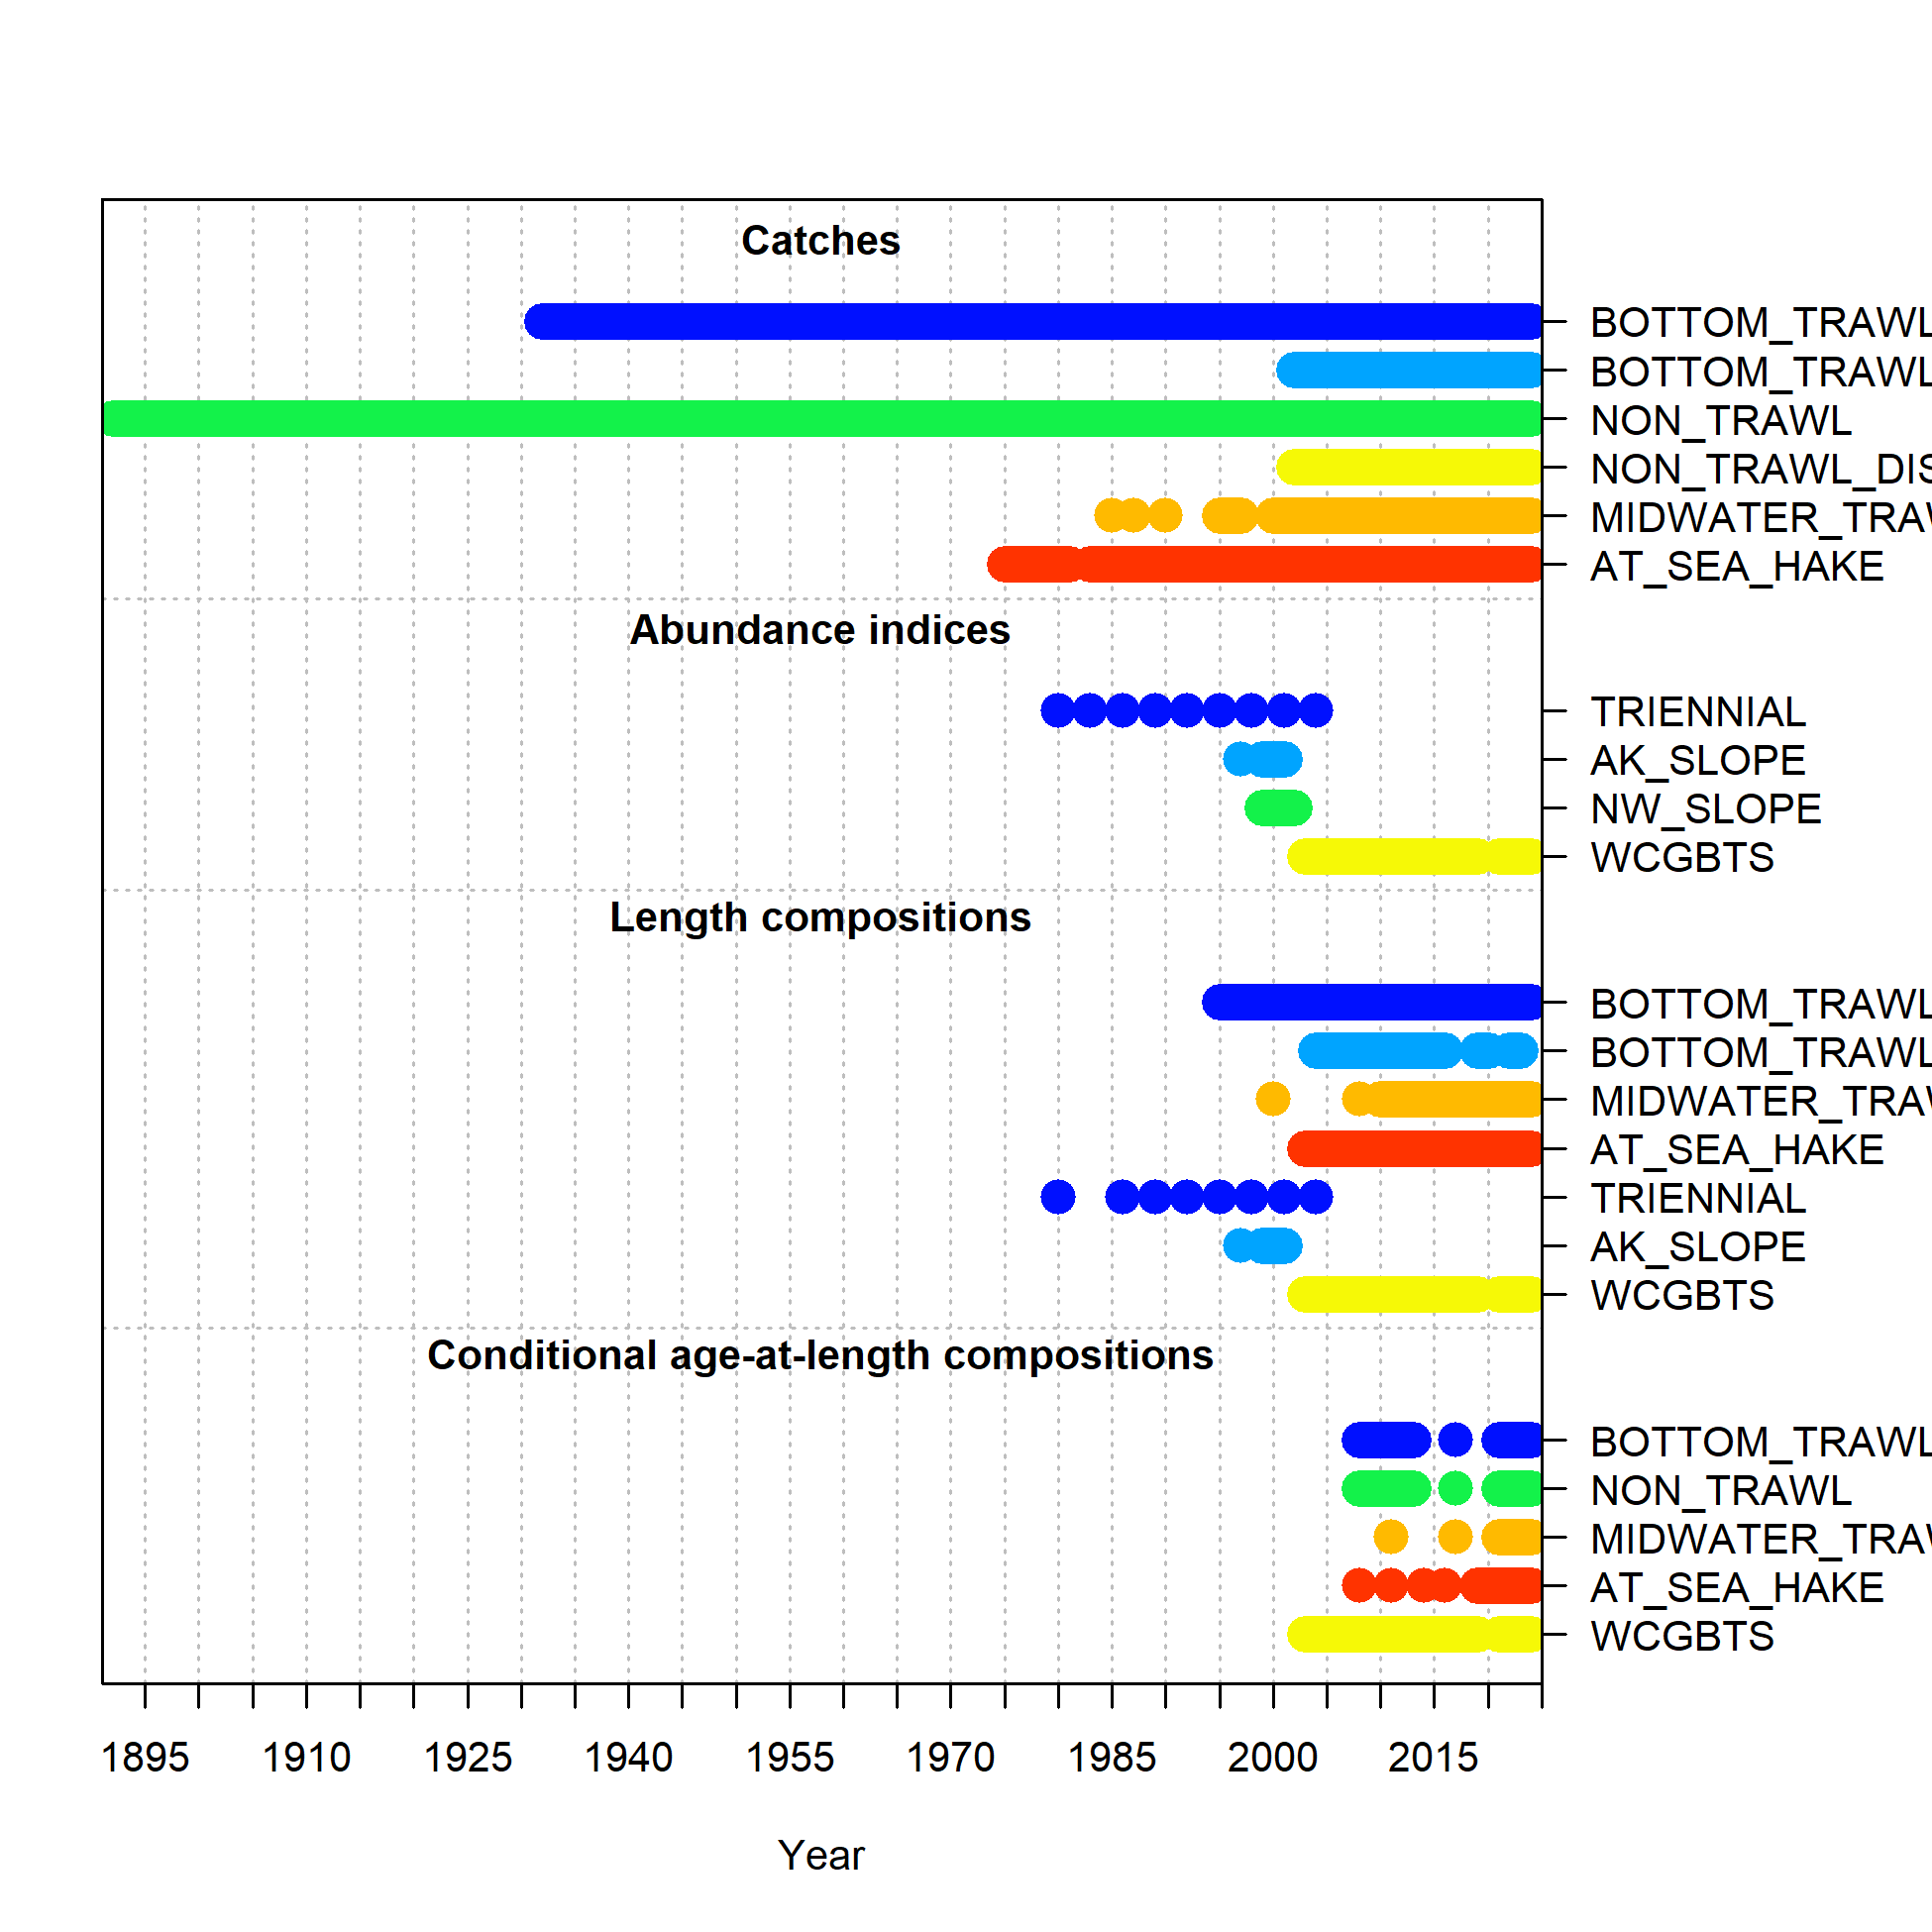 Catches
BOTTOM_TRAWL
BOTTOM_TRAWL
NON_TRAWL
NON_TRAWL_DIS
MIDWATER_TRAW
AT_SEA_HAKE
Abundance indices
TRIENNIAL
AK_SLOPE
NW_SLOPE
WCGBTS
Length compositions
BOTTOM_TRAWL
BOTTOM_TRAWL
MIDWATER_TRAW
AT_SEA_HAKE
TRIENNIAL
AK_SLOPE
WCGBTS
Conditional age-at-length compositions
BOTTOM_TRAWL
NON_TRAWL
MIDWATER_TRAW
AT_SEA_HAKE
WCGBTS
1895 1910 1925 1940 1955 1970 1985 2000 2015
Year